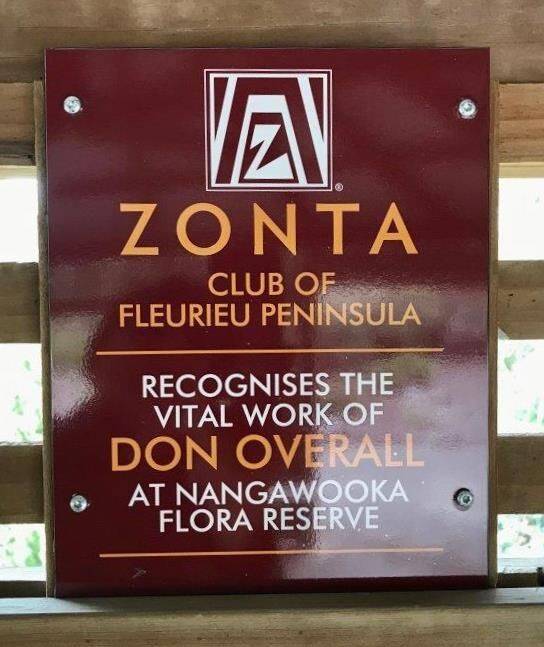 Z
®
ZONTA
CLUB OF
FLEURIEU PENINSULA
RECOGNISES THE
VITAL WORK OF
DON OVERALL
AT NANGAWOOKA
FLORA RESERVE